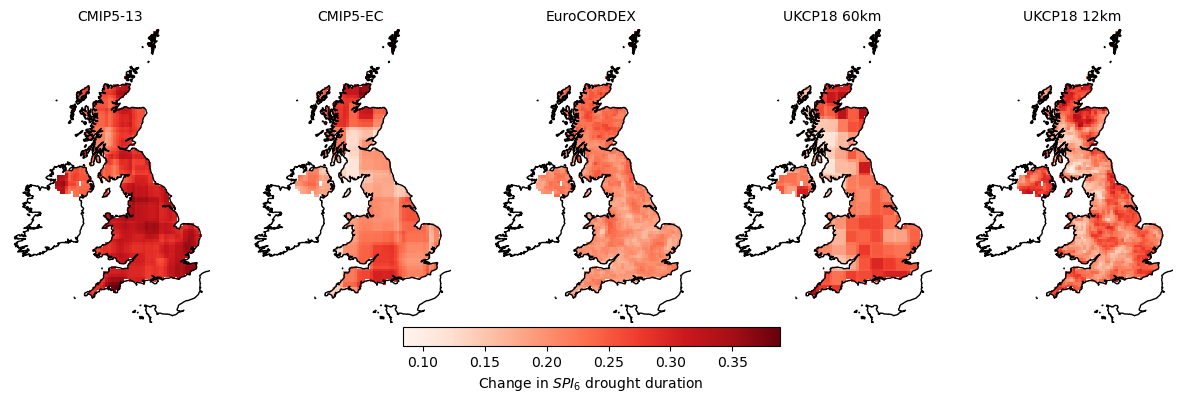 CMIP5-13 CMIP5-EC EuroCORDEX UKCP18 60km UKCP18 12km
0.10 0.15 0.20 0.25 0.30 0.35
Change in SPI₆ drought duration